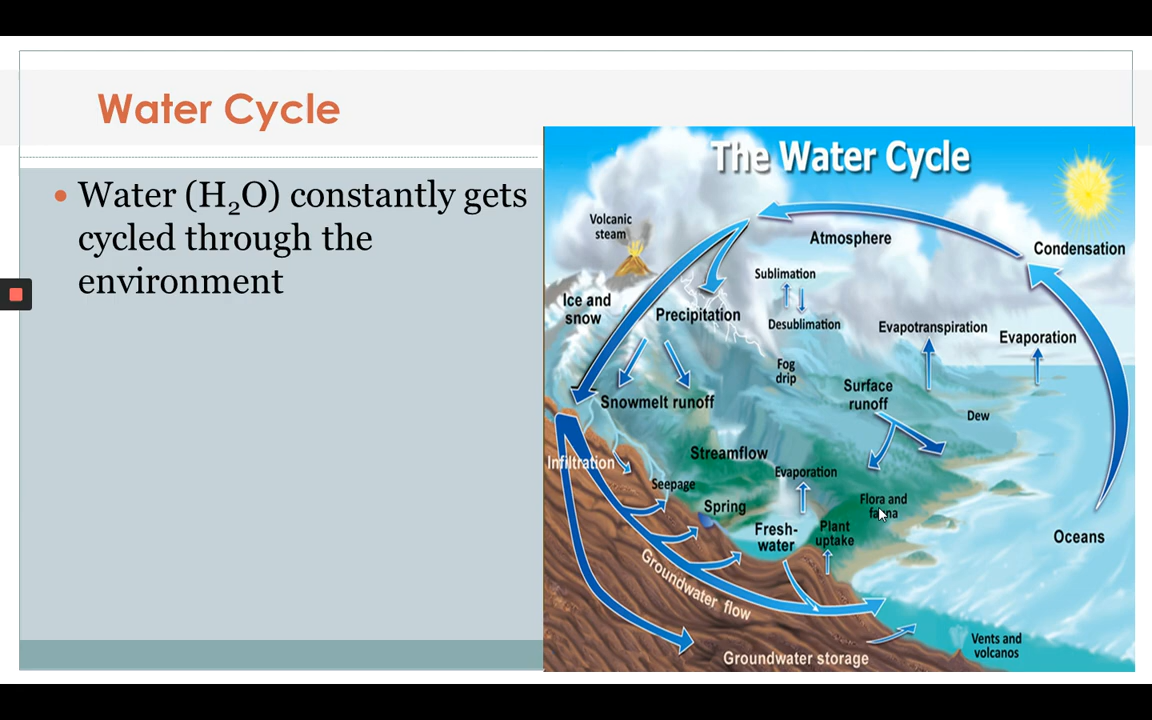 Water Cycle
• Water (H₂O) constantly gets
cycled through the
environment
The Water Cycle
Volcanic
steam
Atmosphere
Condensation
Sublimation
Ice and
snow
Precipitation
Desublimation
Evapotranspiration
Evaporation
Fog
drip
Surface
runoff
Snowmelt runoff
Dew
Streamflow
Infiltration
Evaporation
Seepage
Spring
Flora and
fauna
Fresh-
water
Plant
uptake
Oceans
Groundwater flow
Vents and
volcanos
Groundwater storage